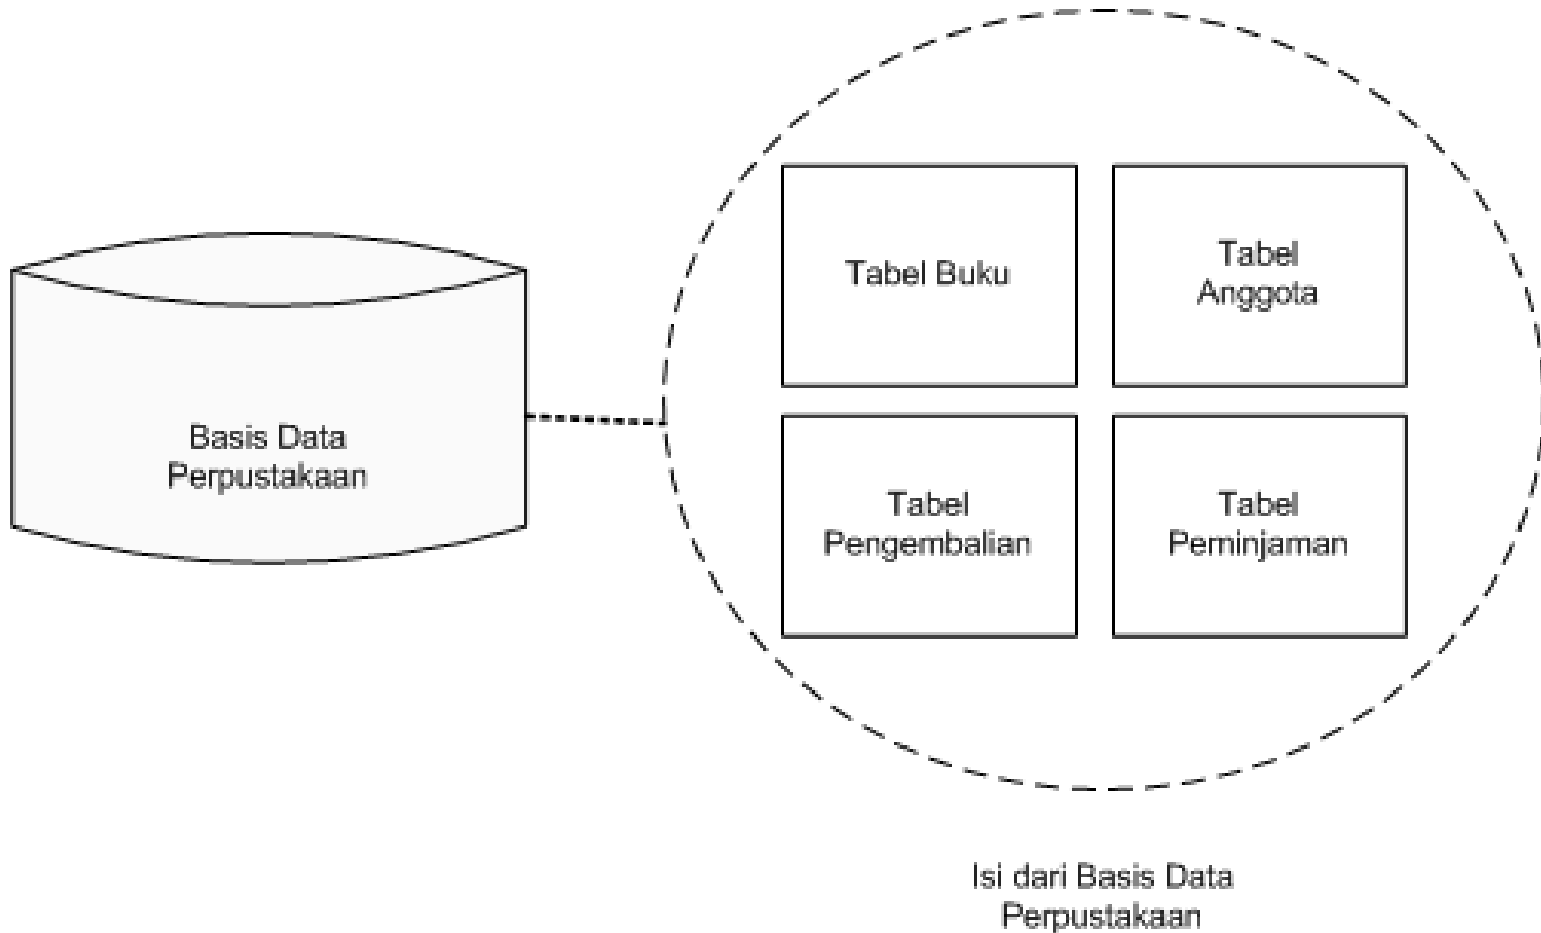 Basis Data
Perpustakaan
Tabel Buku
Tabel
Anggota
Tabel
Pengembalian
Tabel
Peminjaman
Isi dari Basis Data
Perpustakaan